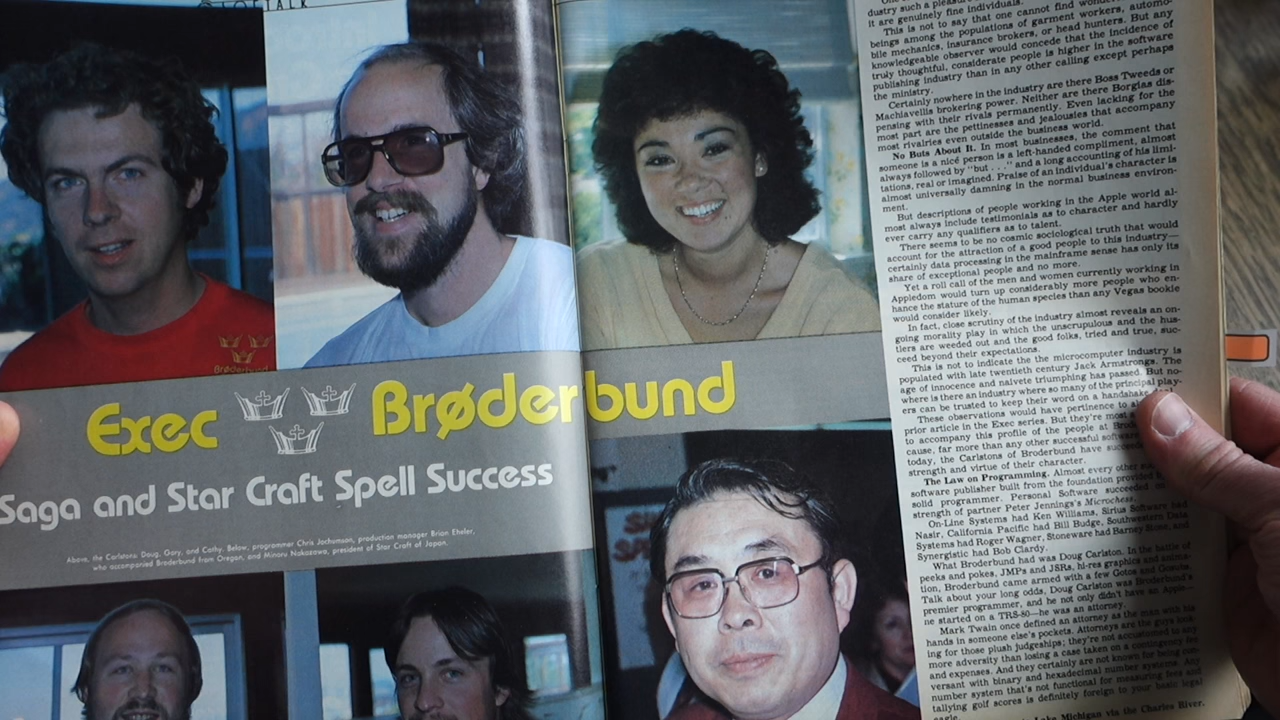 SOFTALK
Brøderbund
Exec Brøderbund
Saga and Star Craft Spell Success
Above, the Carlstons: Doug, Gary, and Cathy. Below, programmer Chris Jochumson, production manager Brian Ehler,
who accompanied Brøderbund from Oregon, and Minoru Nakazawa, president of Star Craft of Japan.
dustry such a pleasure
it are genuinely fine individuals.
This is not to say that one cannot find
beings among the populations of garment workers, automo-
bile mechanics, insurance brokers, or head hunters. But any
knowledgeable observer would concede that the incidence of
truly thoughtful, considerate people is higher in the software
publishing industry than in any other calling except perhaps
the ministry.
Certainly nowhere in the industry are there Boss Tweeds or
Machiavellis brokering power. Neither are there Borgias dis-
pensing with their rivals permanently. Even lacking for the
most part are the pettinesses and jealousies that accompany
most rivalries even outside the business world.
No Buts About It. In most businesses, the comment that
someone is a nice person is a left-handed compliment, almost
always followed by "but . . ." and a long accounting of his limi-
tations, real or imagined. Praise of an individual's character is
almost universally damning in the normal business environ-
ment.
But descriptions of people working in the Apple world al-
most always include testimonials as to character and hardly
ever carry any qualifiers as to talent.
There seems to be no cosmic sociological truth that would
account for the attraction of a good people to this industry—
certainly data processing in the mainframe sense has only its
share of exceptional people and no more.
Yet a roll call of the men and women currently working in
Appledom would turn up considerably more people who en-
hance the stature of the human species than any Vegas bookie
would consider likely.
In fact, close scrutiny of the industry almost reveals an on-
going morality play in which the unscrupulous and the hus-
tlers are weeded out and the good folks, tried and true, suc-
ceed beyond their expectations.
This is not to indicate the the microcomputer industry is
populated with late twentieth century Jack Armstrongs. The
age of innocence and naivete triumphing has passed. But no-
where is there an industry where so many of the principal play-
ers can be trusted to keep their word on a handshake
These observations would have pertinence to
prior article in the Exec series. But they're most
to accompany this profile of the people at
cause, far more than any other successful software
today, the Carlstons of Broderbund have
strength and virtue of their character.
The Law on Programming. Almost every other
software publisher built from the foundation provided
solid programmer. Personal Software succeeded
strength of partner Peter Jennings's Microchess.
On-Line Systems had Ken Williams, Sirius Software had
Nasir, California Pacific had Bill Budge, Southwestern Data
Systems had Roger Wagner, Stoneware had Barney Stone, and
Synergistic had Bob Clardy.
What Broderbund had was Doug Carlston. In the battle of
peeks and pokes, JMPs and JSRs, hi-res graphics and anima-
tion, Broderbund came armed with a few Gotos and Gosubs.
Talk about your long odds, Doug Carlston was Broderbund's
premier programmer, and he not only didn't have an Apple—
he started on a TRS-80—he was an attorney.
Mark Twain once defined an attorney as the man with his
hands in someone else's pockets. Attorneys are the guys
ing for those plush judgeships; they're not accustomed to any
more adversity than losing a case taken on a contingency fee
and expenses. And they certainly are not known for being con-
versant with binary and hexadecimal number systems. Any
number system that's not functional for measuring fees and
tallying golf scores is definitely foreign to your basic legal
eagle.
Lake Michigan via the Charles River,